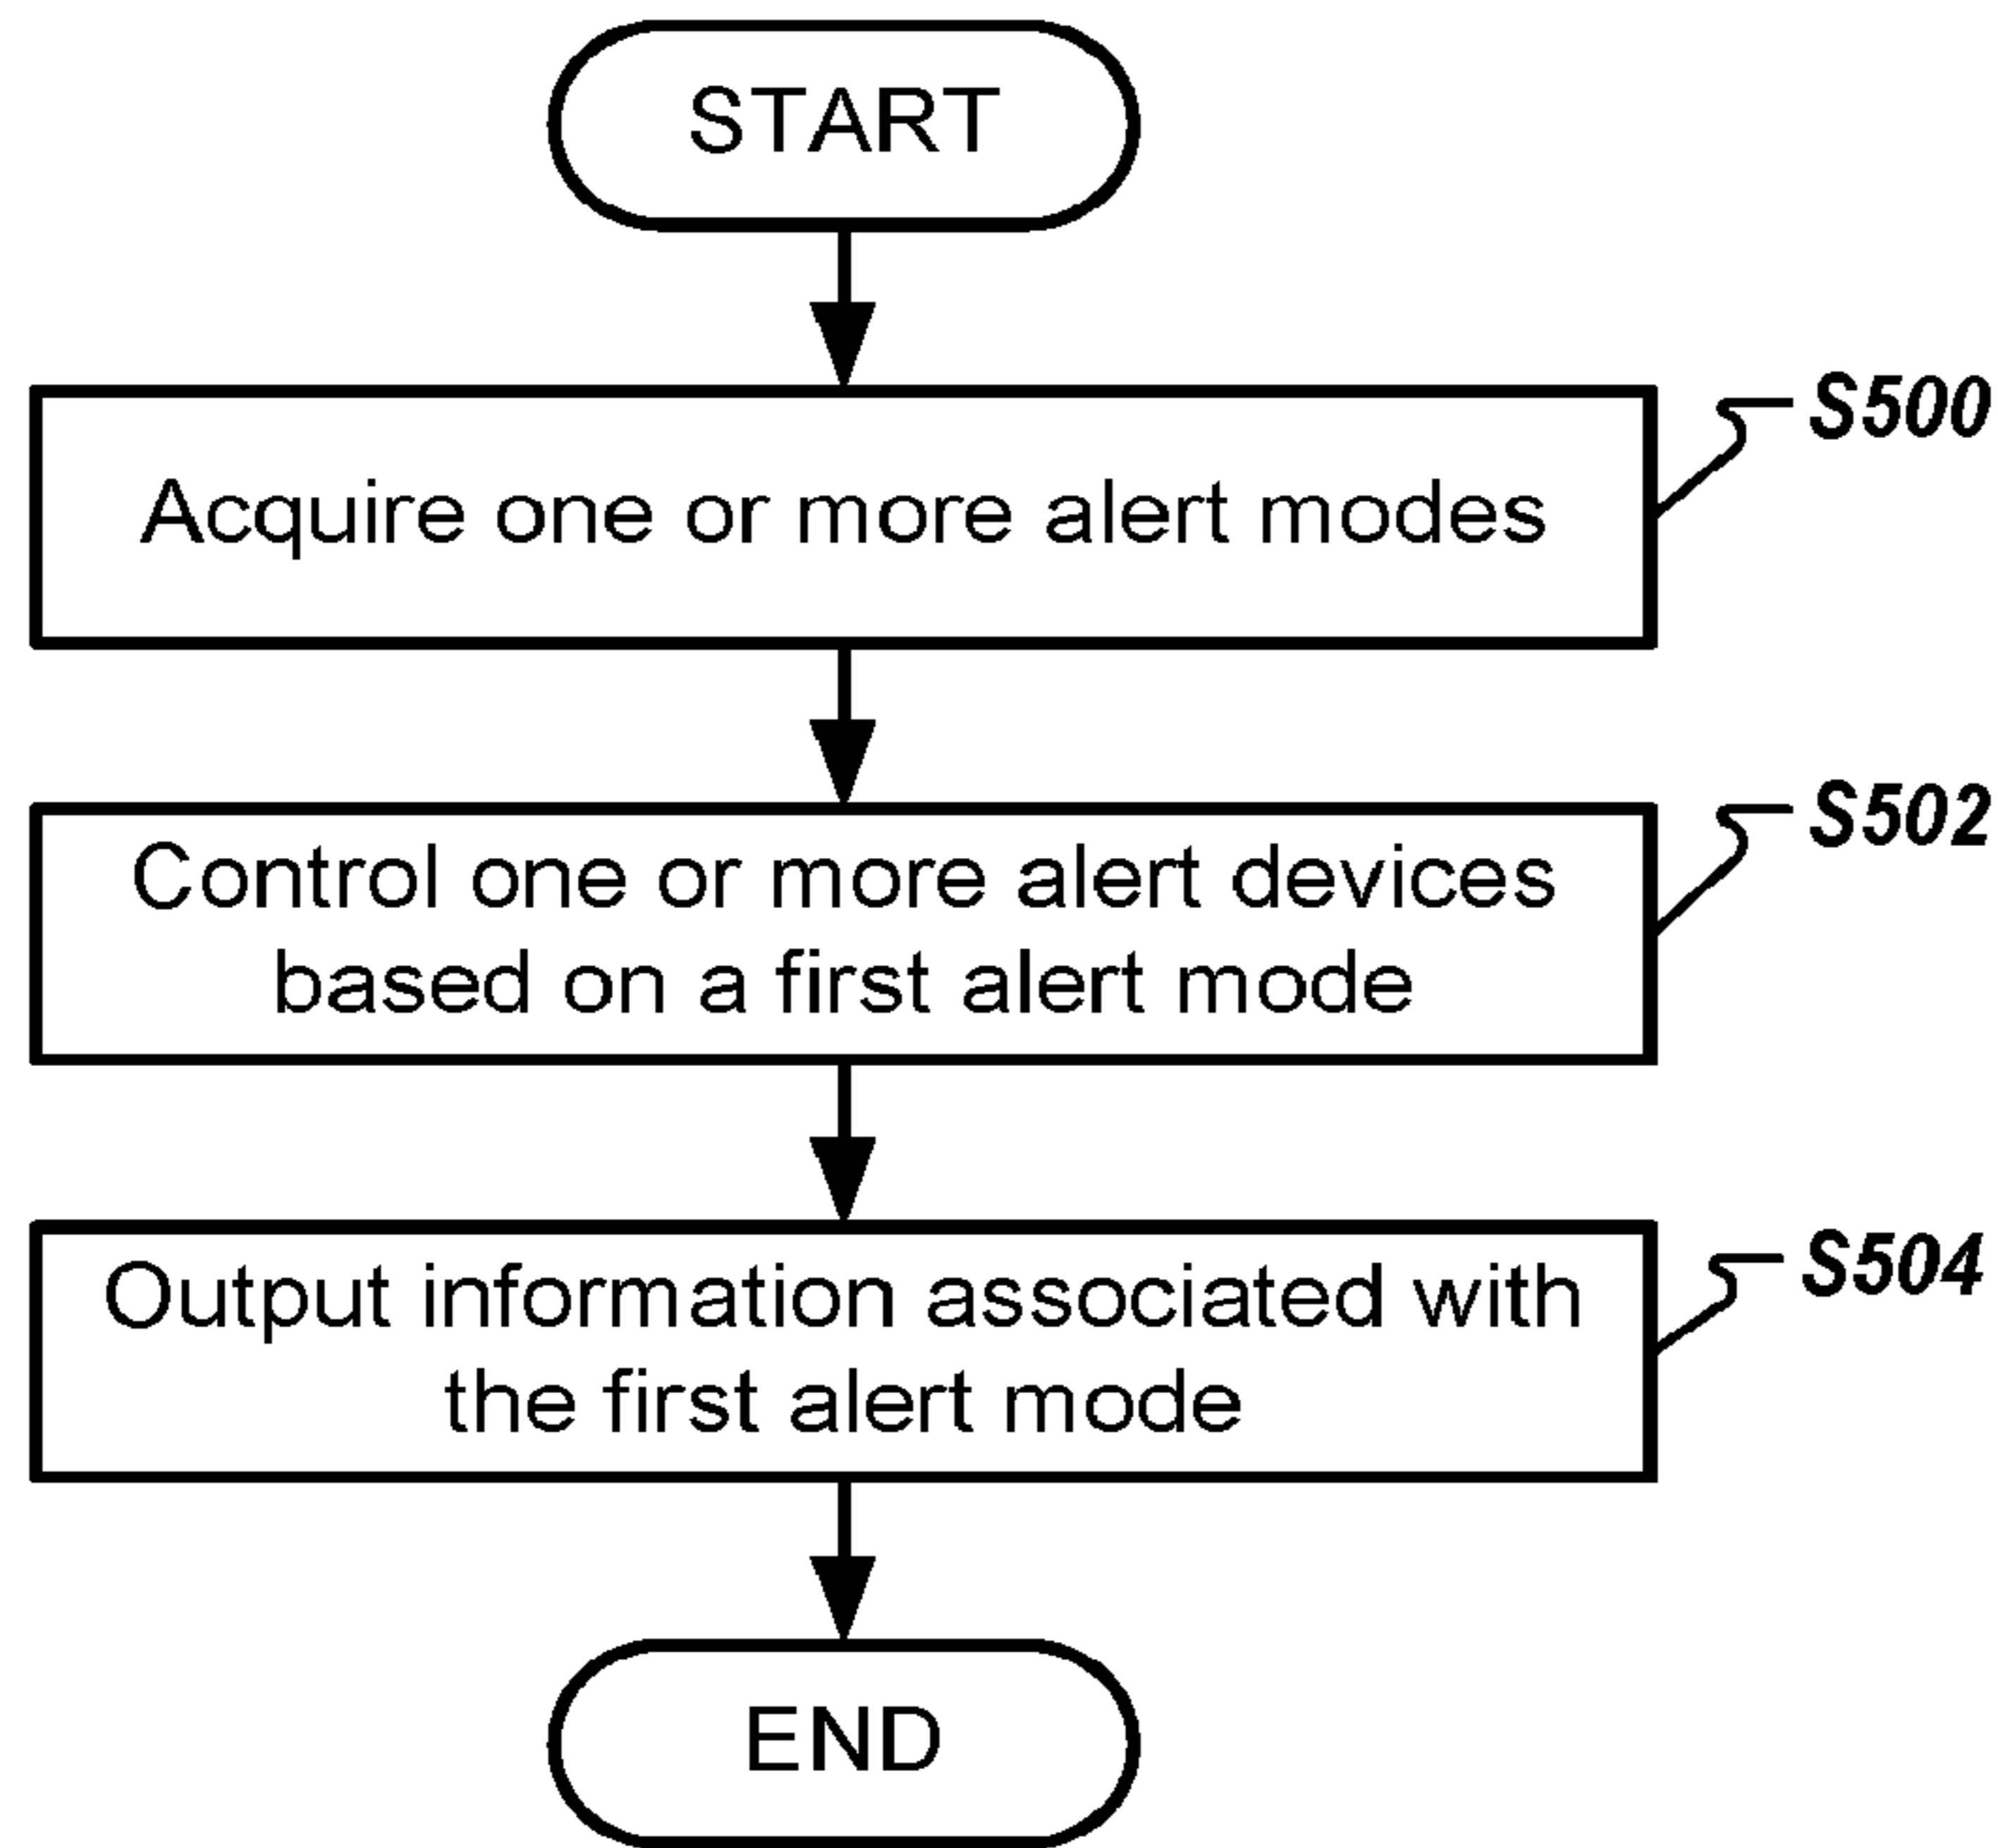 START
S500
Acquire one or more alert modes
S502
Control one or more alert devices
based on a first alert mode
S504
Output information associated with
the first alert mode
END